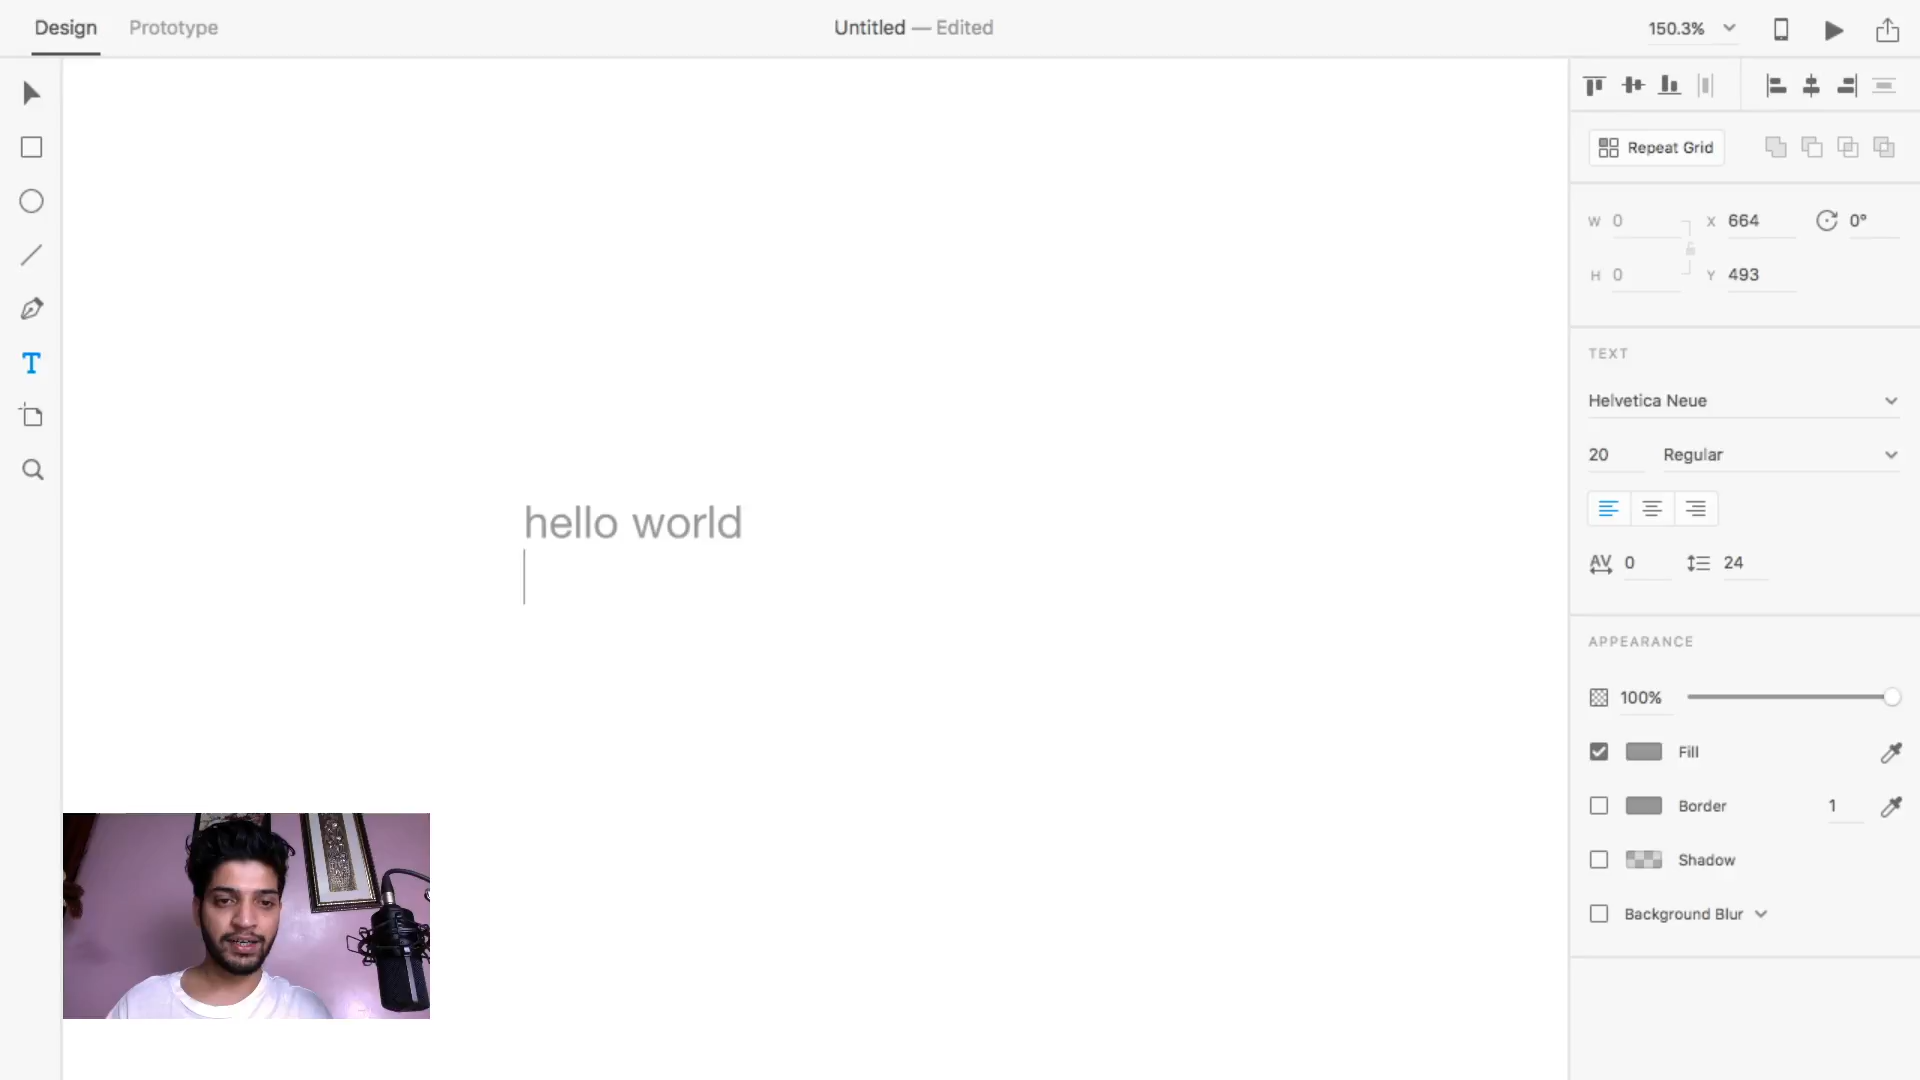 Design Prototype Untitled — Edited 150.3%
Repeat Grid
W 0 X 664 0°
H 0 Y 493
TEXT
Helvetica Neue
20 Regular
hello world
AV 0 24
APPEARANCE
100%
Fill
Border 1
Shadow
Background Blur